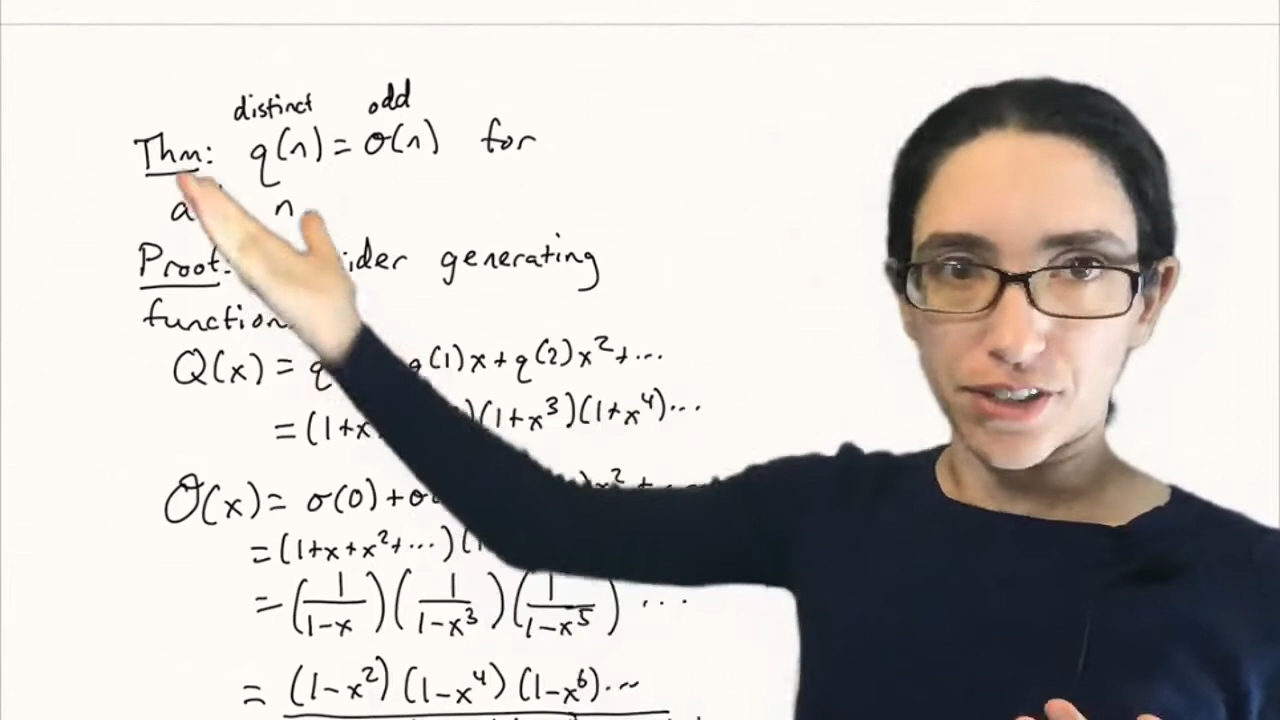 distinct odd
Thm: q(n) = σ(n) for
n
Proof: generating
function
Q(x) = q (1)x + q(2)x² + ...
= (1+x )(1+x³)(1+x⁴)...
O(x) = σ(0) + σ )x² +
= (1+x+x²+...)(
= (1/(1-x)) (1/(1-x³)) (1/(1-x⁵)) ...
= (1-x²) (1-x⁴) (1-x⁶)...